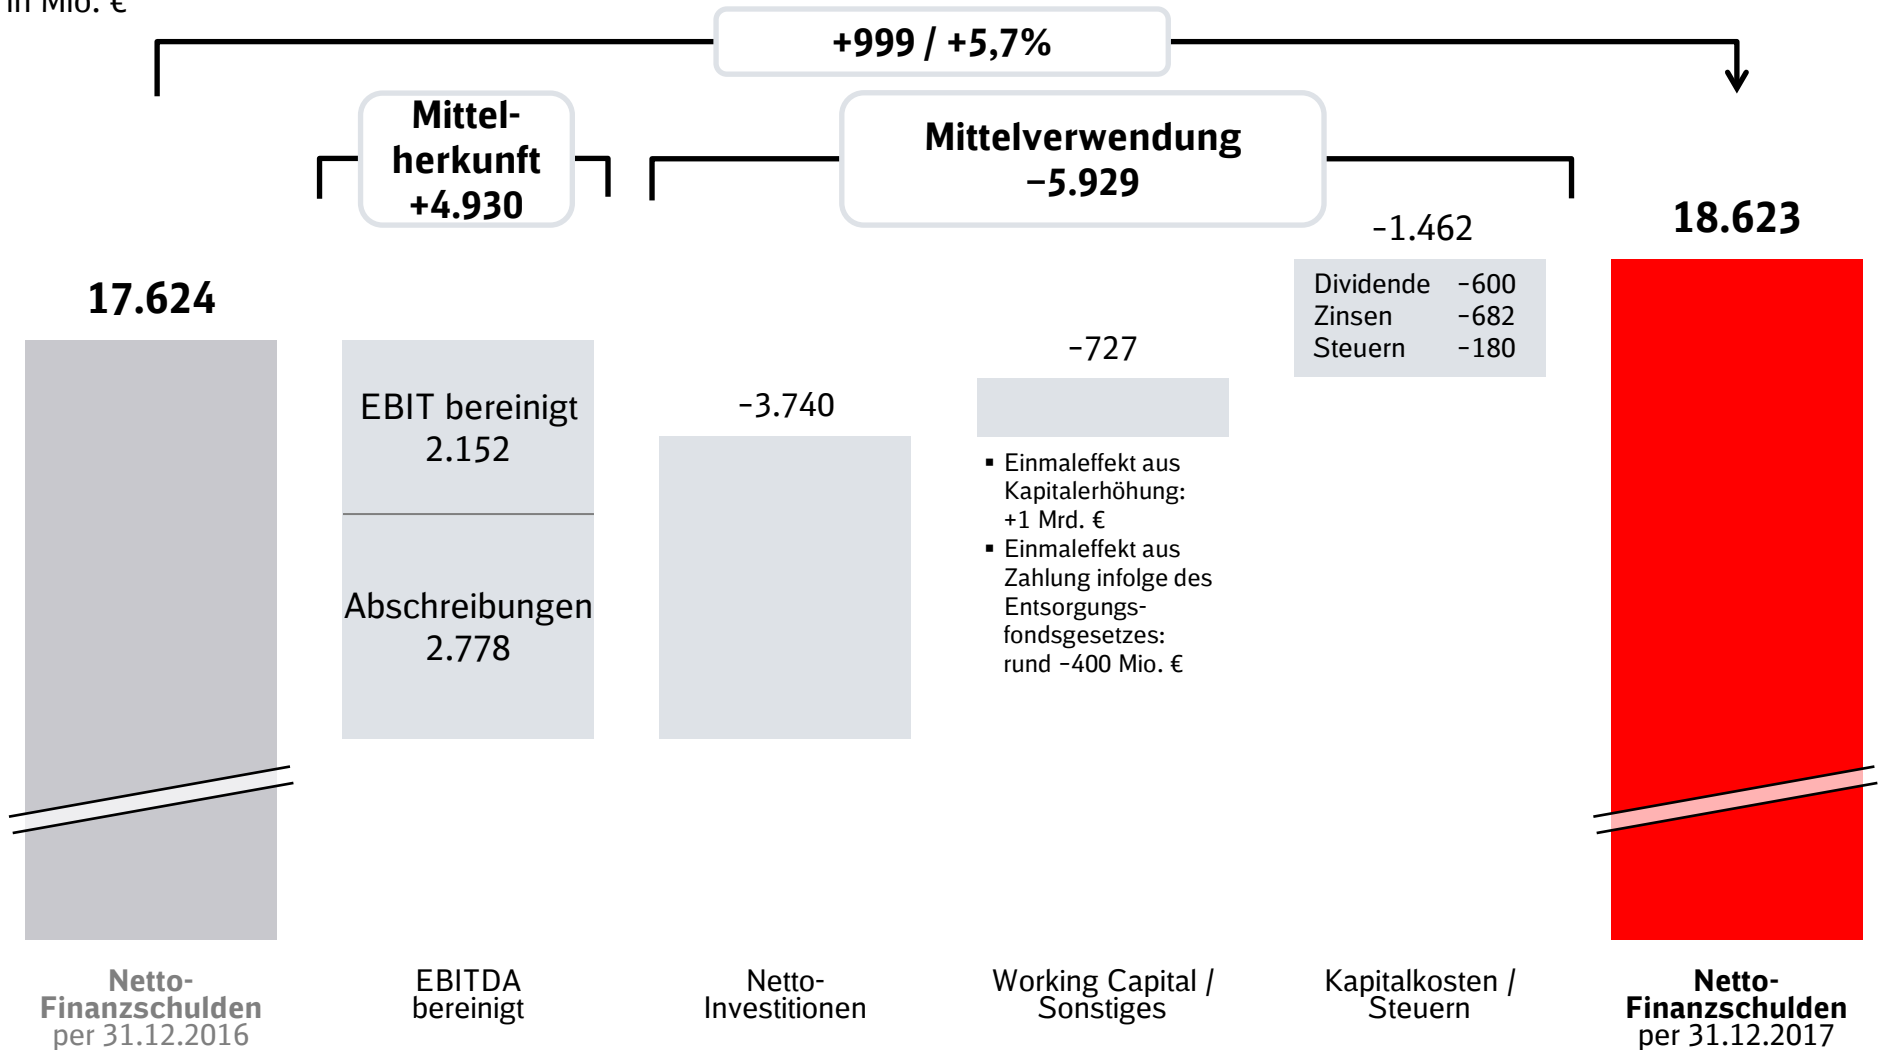 in Mio. €
+999 / +5,7%
Mittel-
herkunft
+4.930
Mittelverwendung
−5.929
17.624
EBIT bereinigt
2.152
Abschreibungen
2.778
−3.740
−727
▪ Einmaleffekt aus
Kapitalerhöhung:
+1 Mrd. €
▪ Einmaleffekt aus
Zahlung infolge des
Entsorgungs-
fondsgesetzes:
rund −400 Mio. €
−1.462
Dividende −600
Zinsen −682
Steuern −180
18.623
Netto-
Finanzschulden
per 31.12.2016
EBITDA
bereinigt
Netto-
Investitionen
Working Capital /
Sonstiges
Kapitalkosten /
Steuern
Netto-
Finanzschulden
per 31.12.2017